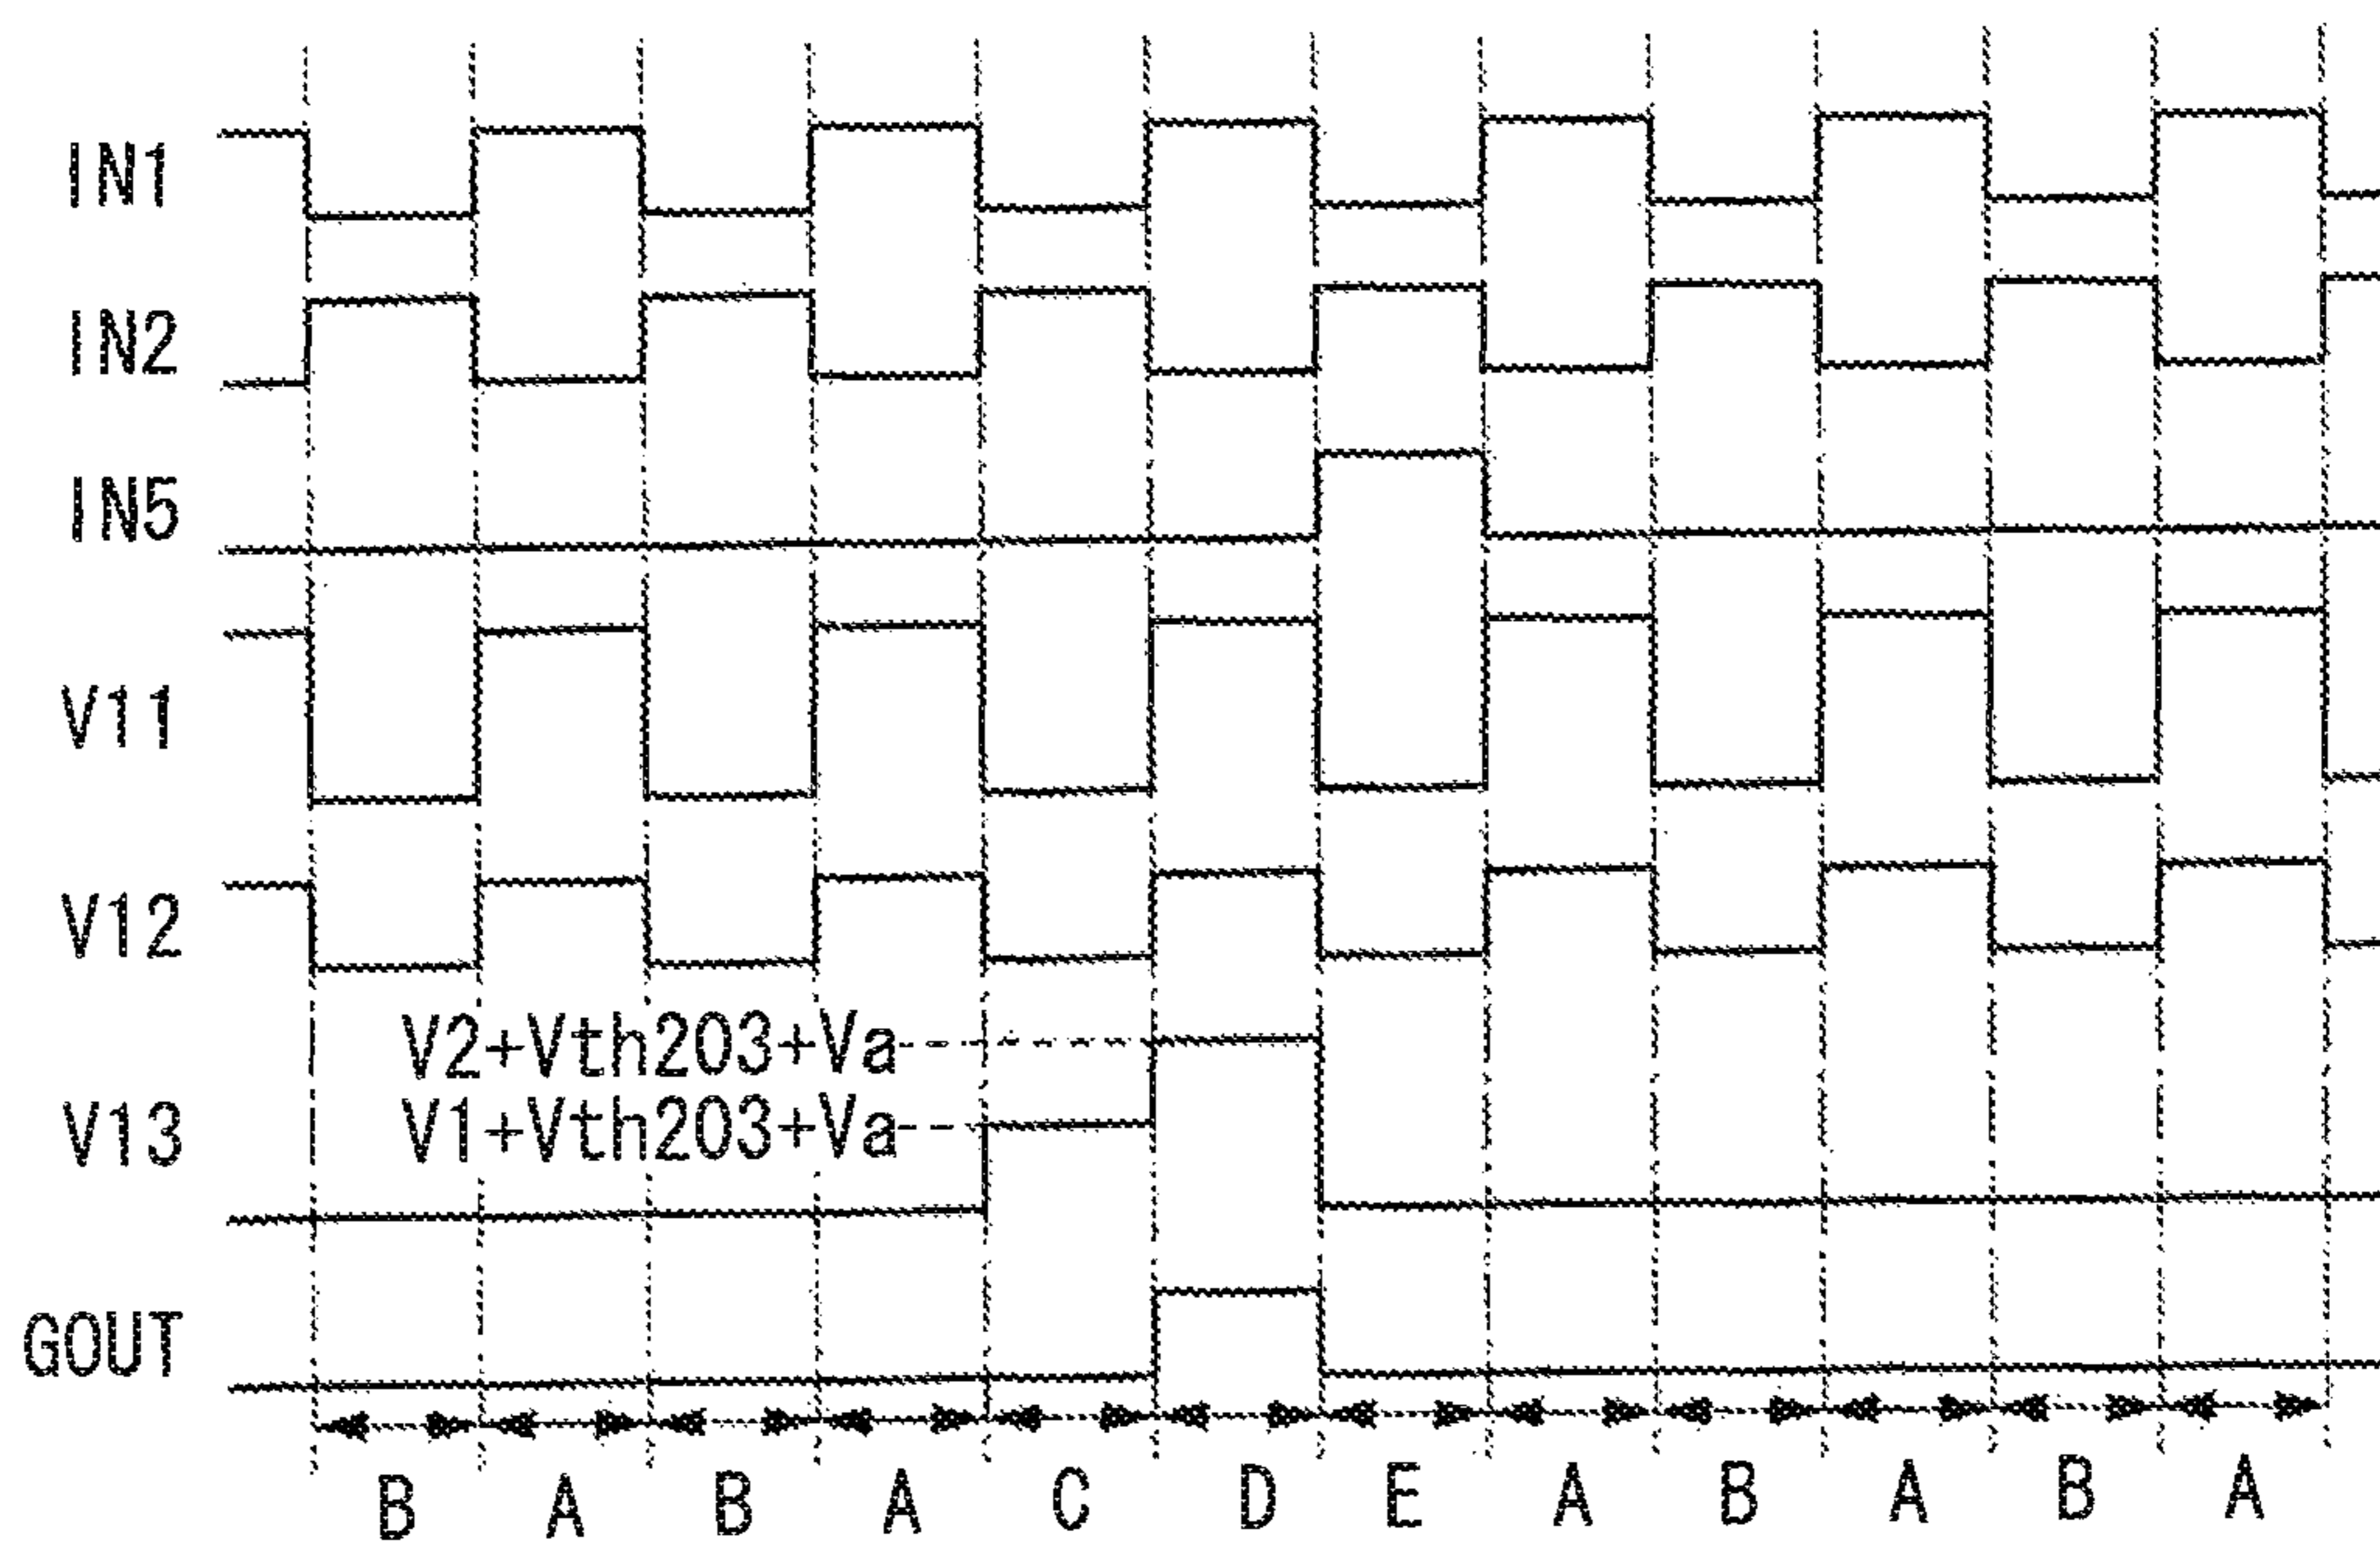 IN1
IN2
IN5
V11
V12
V2+Vth203+Va
V1+Vth203+Va
V13
GOUT
B A B A C D E A B A B A